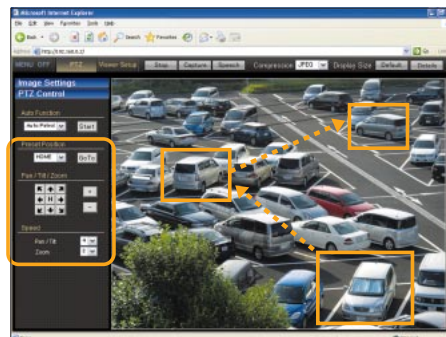 Microsoft Internet Explorer
File Edit View Favorites Tools Help
Back Search Favorites
Address
MENU OFF PTZ Viewer Setup Stop Capture Speech Compression JPEG Display Size Default Details
Image Settings
PTZ Control
Auto Function
Auto Patrol Start
Preset Position
HOME GoTo
Pan / Tilt / Zoom
H
+
-
Speed
Pan / Tilt 4
Zoom